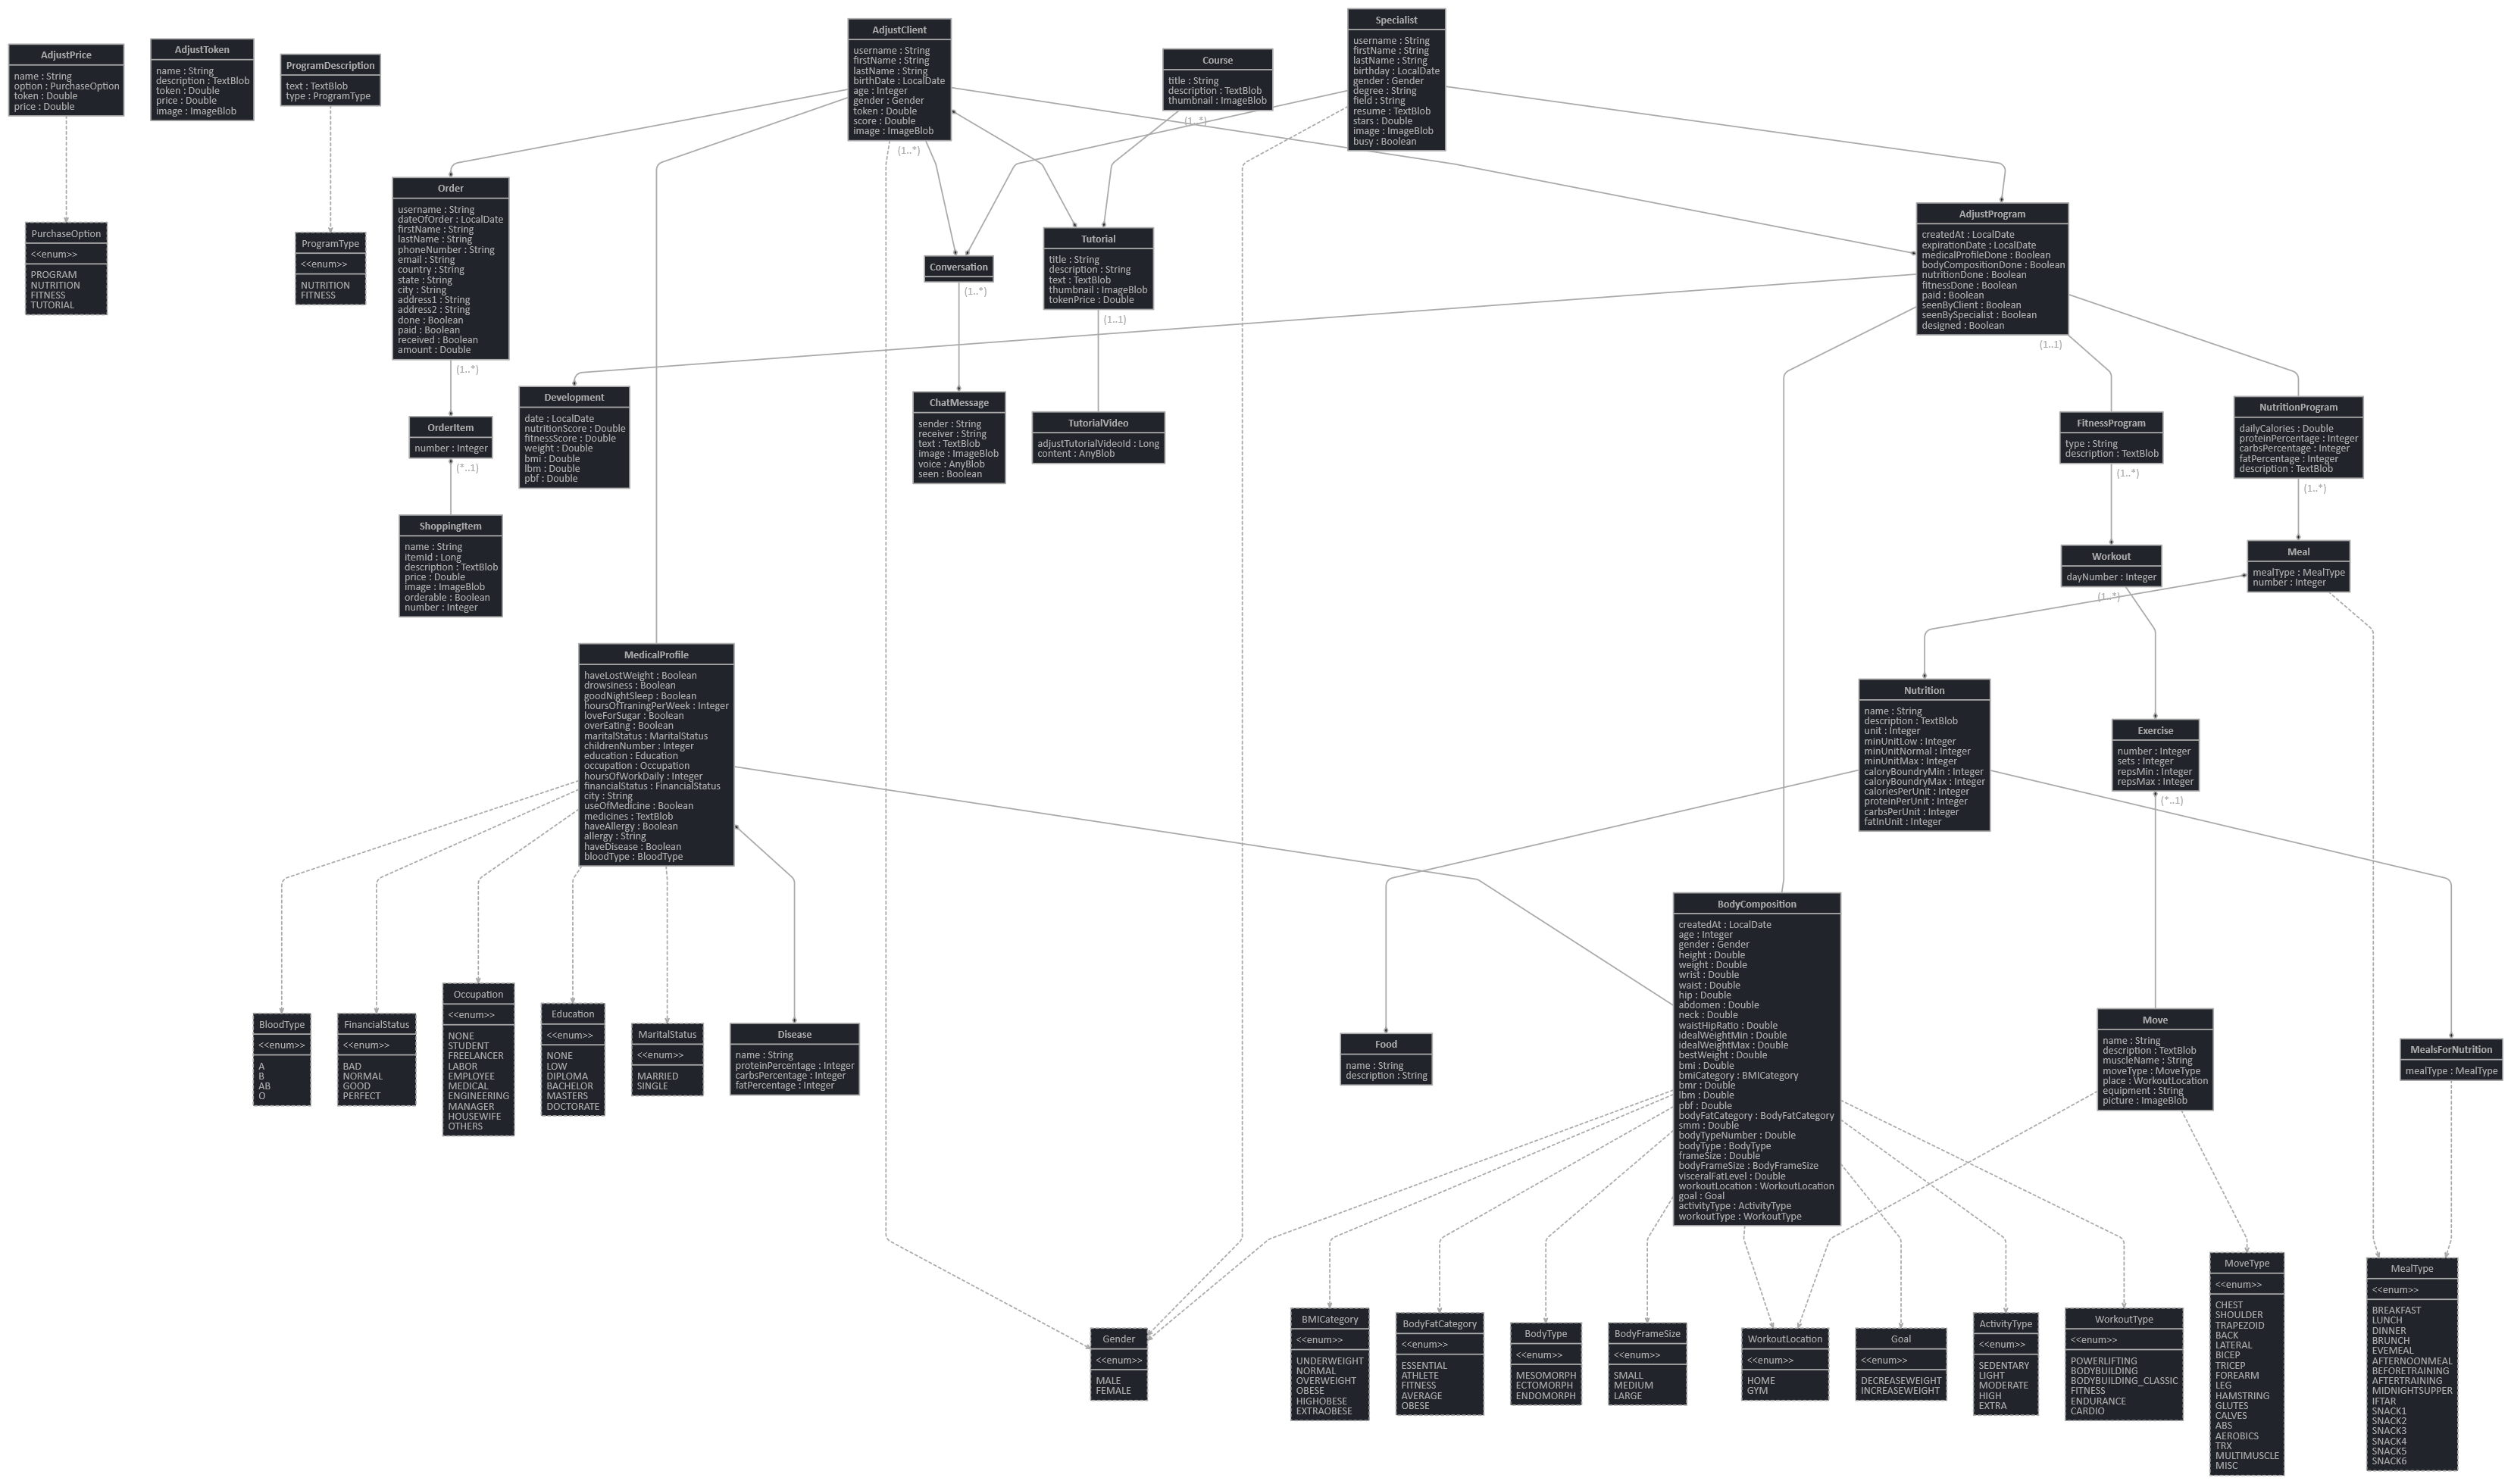 AdjustPrice
name : String
option : PurchaseOption
token : Double
price : Double
AdjustToken
name : String
description : TextBlob
token : Double
price : Double
image : ImageBlob
ProgramDescription
text : TextBlob
type : ProgramType
AdjustClient
username : String
firstName : String
lastName : String
birthDate : LocalDate
age : Integer
gender : Gender
token : Double
score : Double
image : ImageBlob
(1..*)
Course
title : String
description : TextBlob
thumbnail : ImageBlob
(1..*)
Specialist
username : String
firstName : String
lastName : String
birthday : LocalDate
gender : Gender
degree : String
field : String
resume : TextBlob
stars : Double
image : ImageBlob
busy : Boolean
PurchaseOption
<<enum>>
PROGRAM
NUTRITION
FITNESS
TUTORIAL
ProgramType
<<enum>>
NUTRITION
FITNESS
Order
username : String
dateOfOrder : LocalDate
firstName : String
lastName : String
phoneNumber : String
email : String
country : String
state : String
city : String
address1 : String
address2 : String
done : Boolean
paid : Boolean
received : Boolean
amount : Double
(1..*)
Conversation
(1..*)
Tutorial
title : String
description : String
text : TextBlob
thumbnail : ImageBlob
tokenPrice : Double
(1..1)
AdjustProgram
createdAt : LocalDate
expirationDate : LocalDate
medicalProfileDone : Boolean
bodyCompositionDone : Boolean
nutritionDone : Boolean
fitnessDone : Boolean
paid : Boolean
seenByClient : Boolean
seenBySpecialist : Boolean
designed : Boolean
(1..1)
OrderItem
number : Integer
(*..1)
Development
date : LocalDate
nutritionScore : Double
fitnessScore : Double
weight : Double
bmi : Double
lbm : Double
pbf : Double
ChatMessage
sender : String
receiver : String
text : TextBlob
image : ImageBlob
voice : AnyBlob
seen : Boolean
TutorialVideo
adjustTutorialVideoId : Long
content : AnyBlob
FitnessProgram
type : String
description : TextBlob
(1..*)
NutritionProgram
dailyCalories : Double
proteinPercentage : Integer
carbsPercentage : Integer
fatPercentage : Integer
description : TextBlob
(1..*)
ShoppingItem
name : String
itemId : Long
description : TextBlob
price : Double
image : ImageBlob
orderable : Boolean
number : Integer
Workout
dayNumber : Integer
(1..*)
Meal
mealType : MealType
number : Integer
MedicalProfile
haveLostWeight : Boolean
drowsiness : Boolean
goodNightSleep : Boolean
hoursOfTraningPerWeek : Integer
loveForSugar : Boolean
overEating : Boolean
maritalStatus : MaritalStatus
childrenNumber : Integer
education : Education
occupation : Occupation
hoursOfWorkDaily : Integer
financialStatus : FinancialStatus
city : String
useOfMedicine : Boolean
medicines : TextBlob
haveAllergy : Boolean
allergy : String
haveDisease : Boolean
bloodType : BloodType
Nutrition
name : String
description : TextBlob
unit : Integer
minUnitLow : Integer
minUnitNormal : Integer
minUnitMax : Integer
caloryBoundryMin : Integer
caloryBoundryMax : Integer
caloriesPerUnit : Integer
proteinPerUnit : Integer
carbsPerUnit : Integer
fatInUnit : Integer
Exercise
number : Integer
sets : Integer
repsMin : Integer
repsMax : Integer
(*..1)
BloodType
<<enum>>
A
B
AB
O
FinancialStatus
<<enum>>
BAD
NORMAL
GOOD
PERFECT
Occupation
<<enum>>
NONE
STUDENT
FREELANCER
LABOR
EMPLOYEE
MEDICAL
ENGINEERING
MANAGER
HOUSEWIFE
OTHERS
Education
<<enum>>
NONE
LOW
DIPLOMA
BACHELOR
MASTERS
DOCTORATE
MaritalStatus
<<enum>>
MARRIED
SINGLE
Disease
name : String
proteinPercentage : Integer
carbsPercentage : Integer
fatPercentage : Integer
Food
name : String
description : String
BodyComposition
createdAt : LocalDate
age : Integer
gender : Gender
height : Double
weight : Double
wrist : Double
waist : Double
hip : Double
abdomen : Double
neck : Double
waistHipRatio : Double
idealWeightMin : Double
idealWeightMax : Double
bestWeight : Double
bmi : Double
bmiCategory : BMICategory
bmr : Double
lbm : Double
pbf : Double
bodyFatCategory : BodyFatCategory
smm : Double
bodyTypeNumber : Double
bodyType : BodyType
frameSize : Double
bodyFrameSize : BodyFrameSize
visceralFatLevel : Double
workoutLocation : WorkoutLocation
goal : Goal
activityType : ActivityType
workoutType : WorkoutType
Move
name : String
description : TextBlob
muscleName : String
moveType : MoveType
place : WorkoutLocation
equipment : String
picture : ImageBlob
MealsForNutrition
mealType : MealType
Gender
<<enum>>
MALE
FEMALE
BMICategory
<<enum>>
UNDERWEIGHT
NORMAL
OVERWEIGHT
OBESE
HIGHOBESE
EXTRAOBESE
BodyFatCategory
<<enum>>
ESSENTIAL
ATHLETE
FITNESS
AVERAGE
OBESE
BodyType
<<enum>>
MESOMORPH
ECTOMORPH
ENDOMORPH
BodyFrameSize
<<enum>>
SMALL
MEDIUM
LARGE
WorkoutLocation
<<enum>>
HOME
GYM
Goal
<<enum>>
DECREASEWEIGHT
INCREASEWEIGHT
ActivityType
<<enum>>
SEDENTARY
LIGHT
MODERATE
HIGH
EXTRA
WorkoutType
<<enum>>
POWERLIFTING
BODYBUILDING
BODYBUILDING_CLASSIC
FITNESS
ENDURANCE
CARDIO
MoveType
<<enum>>
CHEST
SHOULDER
TRAPEZOID
BACK
LATERAL
BICEP
TRICEP
FOREARM
LEG
HAMSTRING
GLUTES
CALVES
ABS
AEROBICS
TRX
MULTIMUSCLE
MISC
MealType
<<enum>>
BREAKFAST
LUNCH
DINNER
BRUNCH
EVEMEAL
AFTERNOONMEAL
BEFORETRAINING
AFTERTRAINING
MIDNIGHTSUPPER
IFTAR
SNACK1
SNACK2
SNACK3
SNACK4
SNACK5
SNACK6